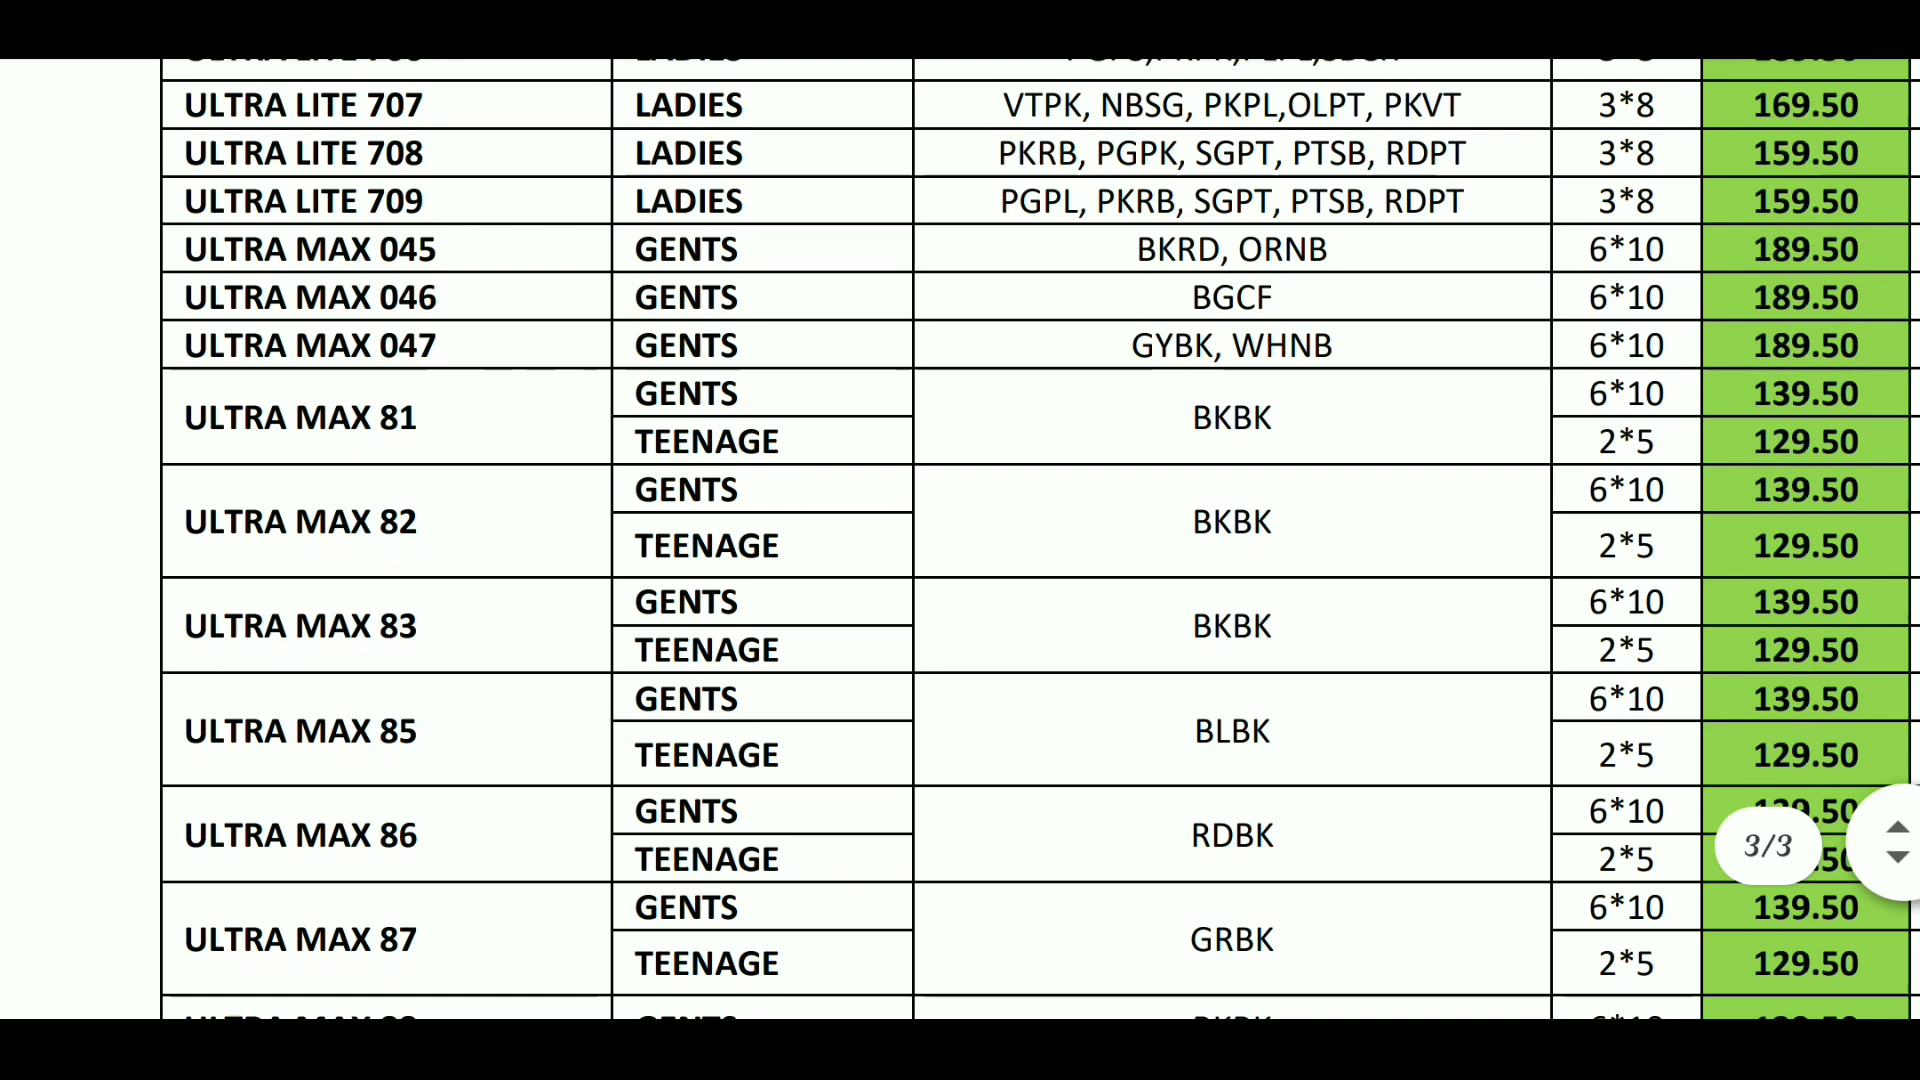 ULTRA LITE 707 LADIES VTPK, NBSG, PKPL,OLPT, PKVT 3*8 169.50
ULTRA LITE 708 LADIES PKRB, PGPK, SGPT, PTSB, RDPT 3*8 159.50
ULTRA LITE 709 LADIES PGPL, PKRB, SGPT, PTSB, RDPT 3*8 159.50
ULTRA MAX 045 GENTS BKRD, ORNB 6*10 189.50
ULTRA MAX 046 GENTS BGCF 6*10 189.50
ULTRA MAX 047 GENTS GYBK, WHNB 6*10 189.50
GENTS 6*10 139.50
ULTRA MAX 81 BKBK
TEENAGE 2*5 129.50
GENTS 6*10 139.50
ULTRA MAX 82 BKBK
TEENAGE 2*5 129.50
GENTS 6*10 139.50
ULTRA MAX 83 BKBK
TEENAGE 2*5 129.50
GENTS 6*10 139.50
ULTRA MAX 85 BLBK
TEENAGE 2*5 129.50
GENTS 6*10
ULTRA MAX 86 RDBK 3/3
TEENAGE 2*5
GENTS 6*10 139.50
ULTRA MAX 87 GRBK
TEENAGE 2*5 129.50